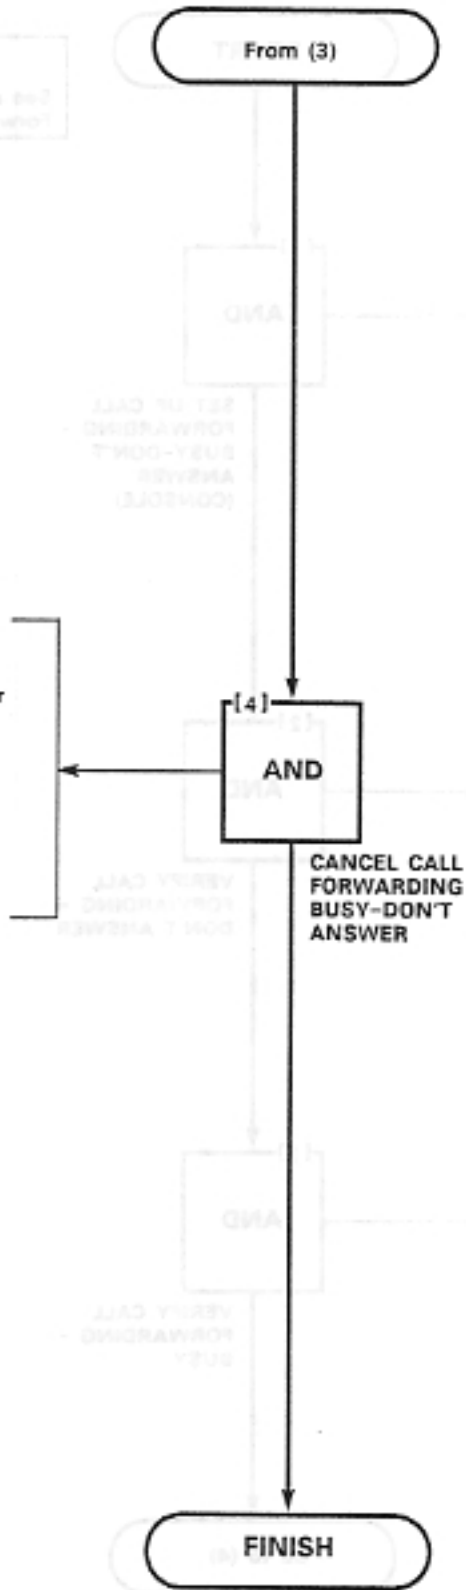 From (3)
[4]
AND
CANCEL CALL
FORWARDING
BUSY-DON'T
ANSWER
FINISH